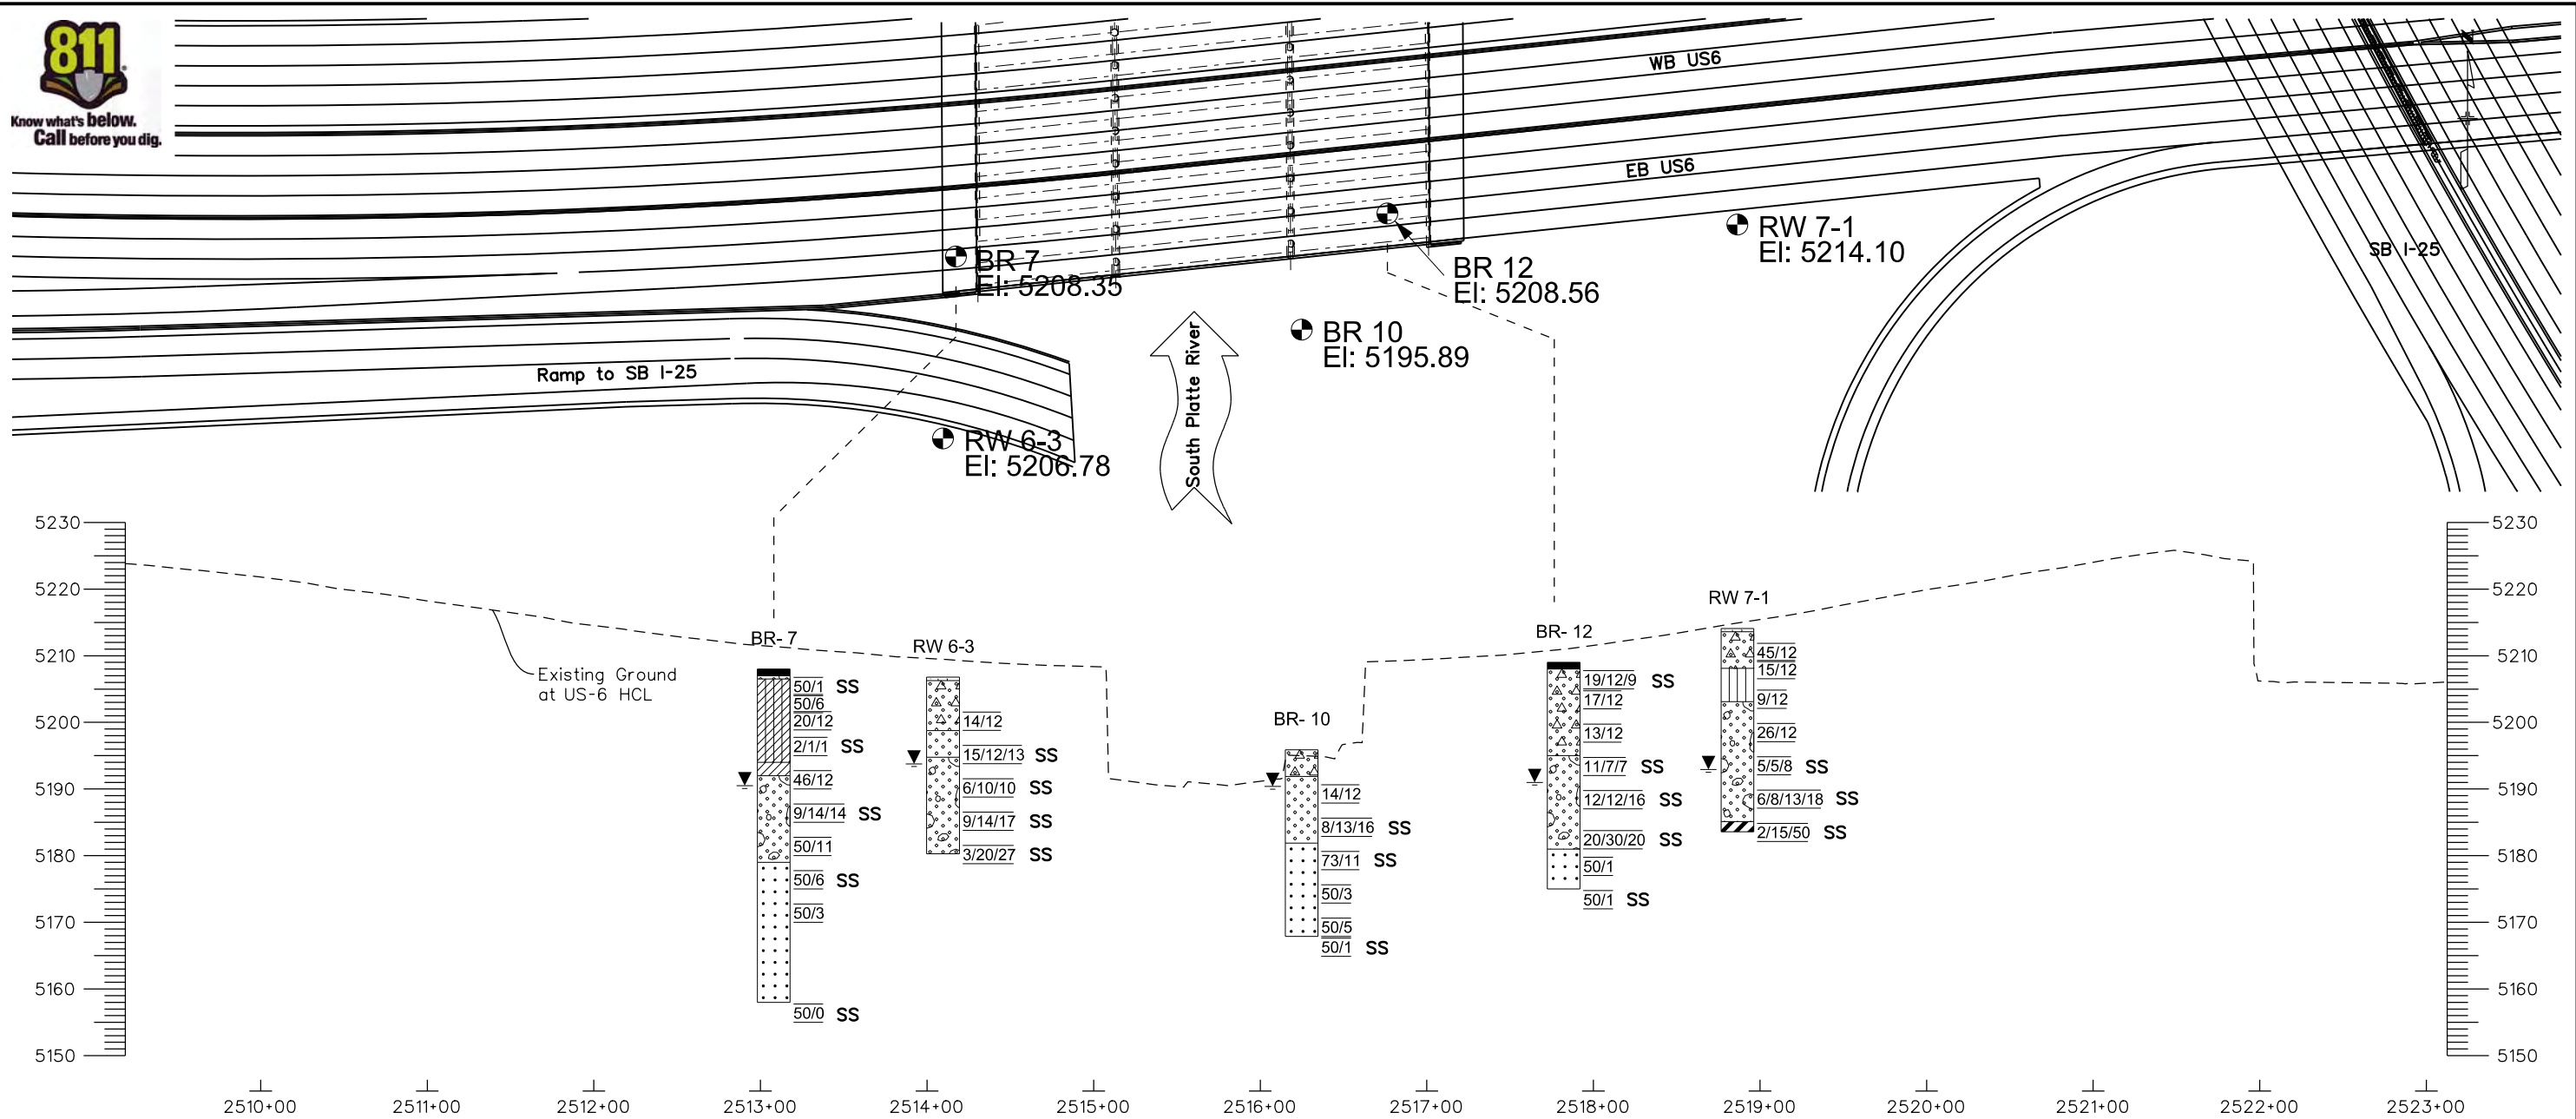 811
Know what's below.
Call before you dig.
WB US6
EB US6
SB I-25
BR 7
El: 5208.35
BR 12
El: 5208.56
RW 7-1
El: 5214.10
BR 10
El: 5195.89
Ramp to SB I-25
South Platte River
RW 6-3
El: 5206.78
5230
5220
5210
5200
5190
5180
5170
5160
5150
Existing Ground
at US-6 HCL
BR- 7
50/1 SS
50/6
20/12
2/1/1 SS
46/12
9/14/14 SS
50/11
50/6 SS
50/3
50/0 SS
RW 6-3
14/12
15/12/13 SS
6/10/10 SS
9/14/17 SS
3/20/27 SS
BR- 10
14/12
8/13/16 SS
73/11 SS
50/3
50/5
50/1 SS
BR- 12
19/12/9 SS
17/12
13/12
11/7/7 SS
12/12/16 SS
20/30/20 SS
50/1
50/1 SS
RW 7-1
45/12
15/12
9/12
26/12
5/5/8 SS
6/8/13/18 SS
2/15/50 SS
5230
5220
5210
5200
5190
5180
5170
5160
5150
2510+00
2511+00
2512+00
2513+00
2514+00
2515+00
2516+00
2517+00
2518+00
2519+00
2520+00
2521+00
2522+00
2523+00